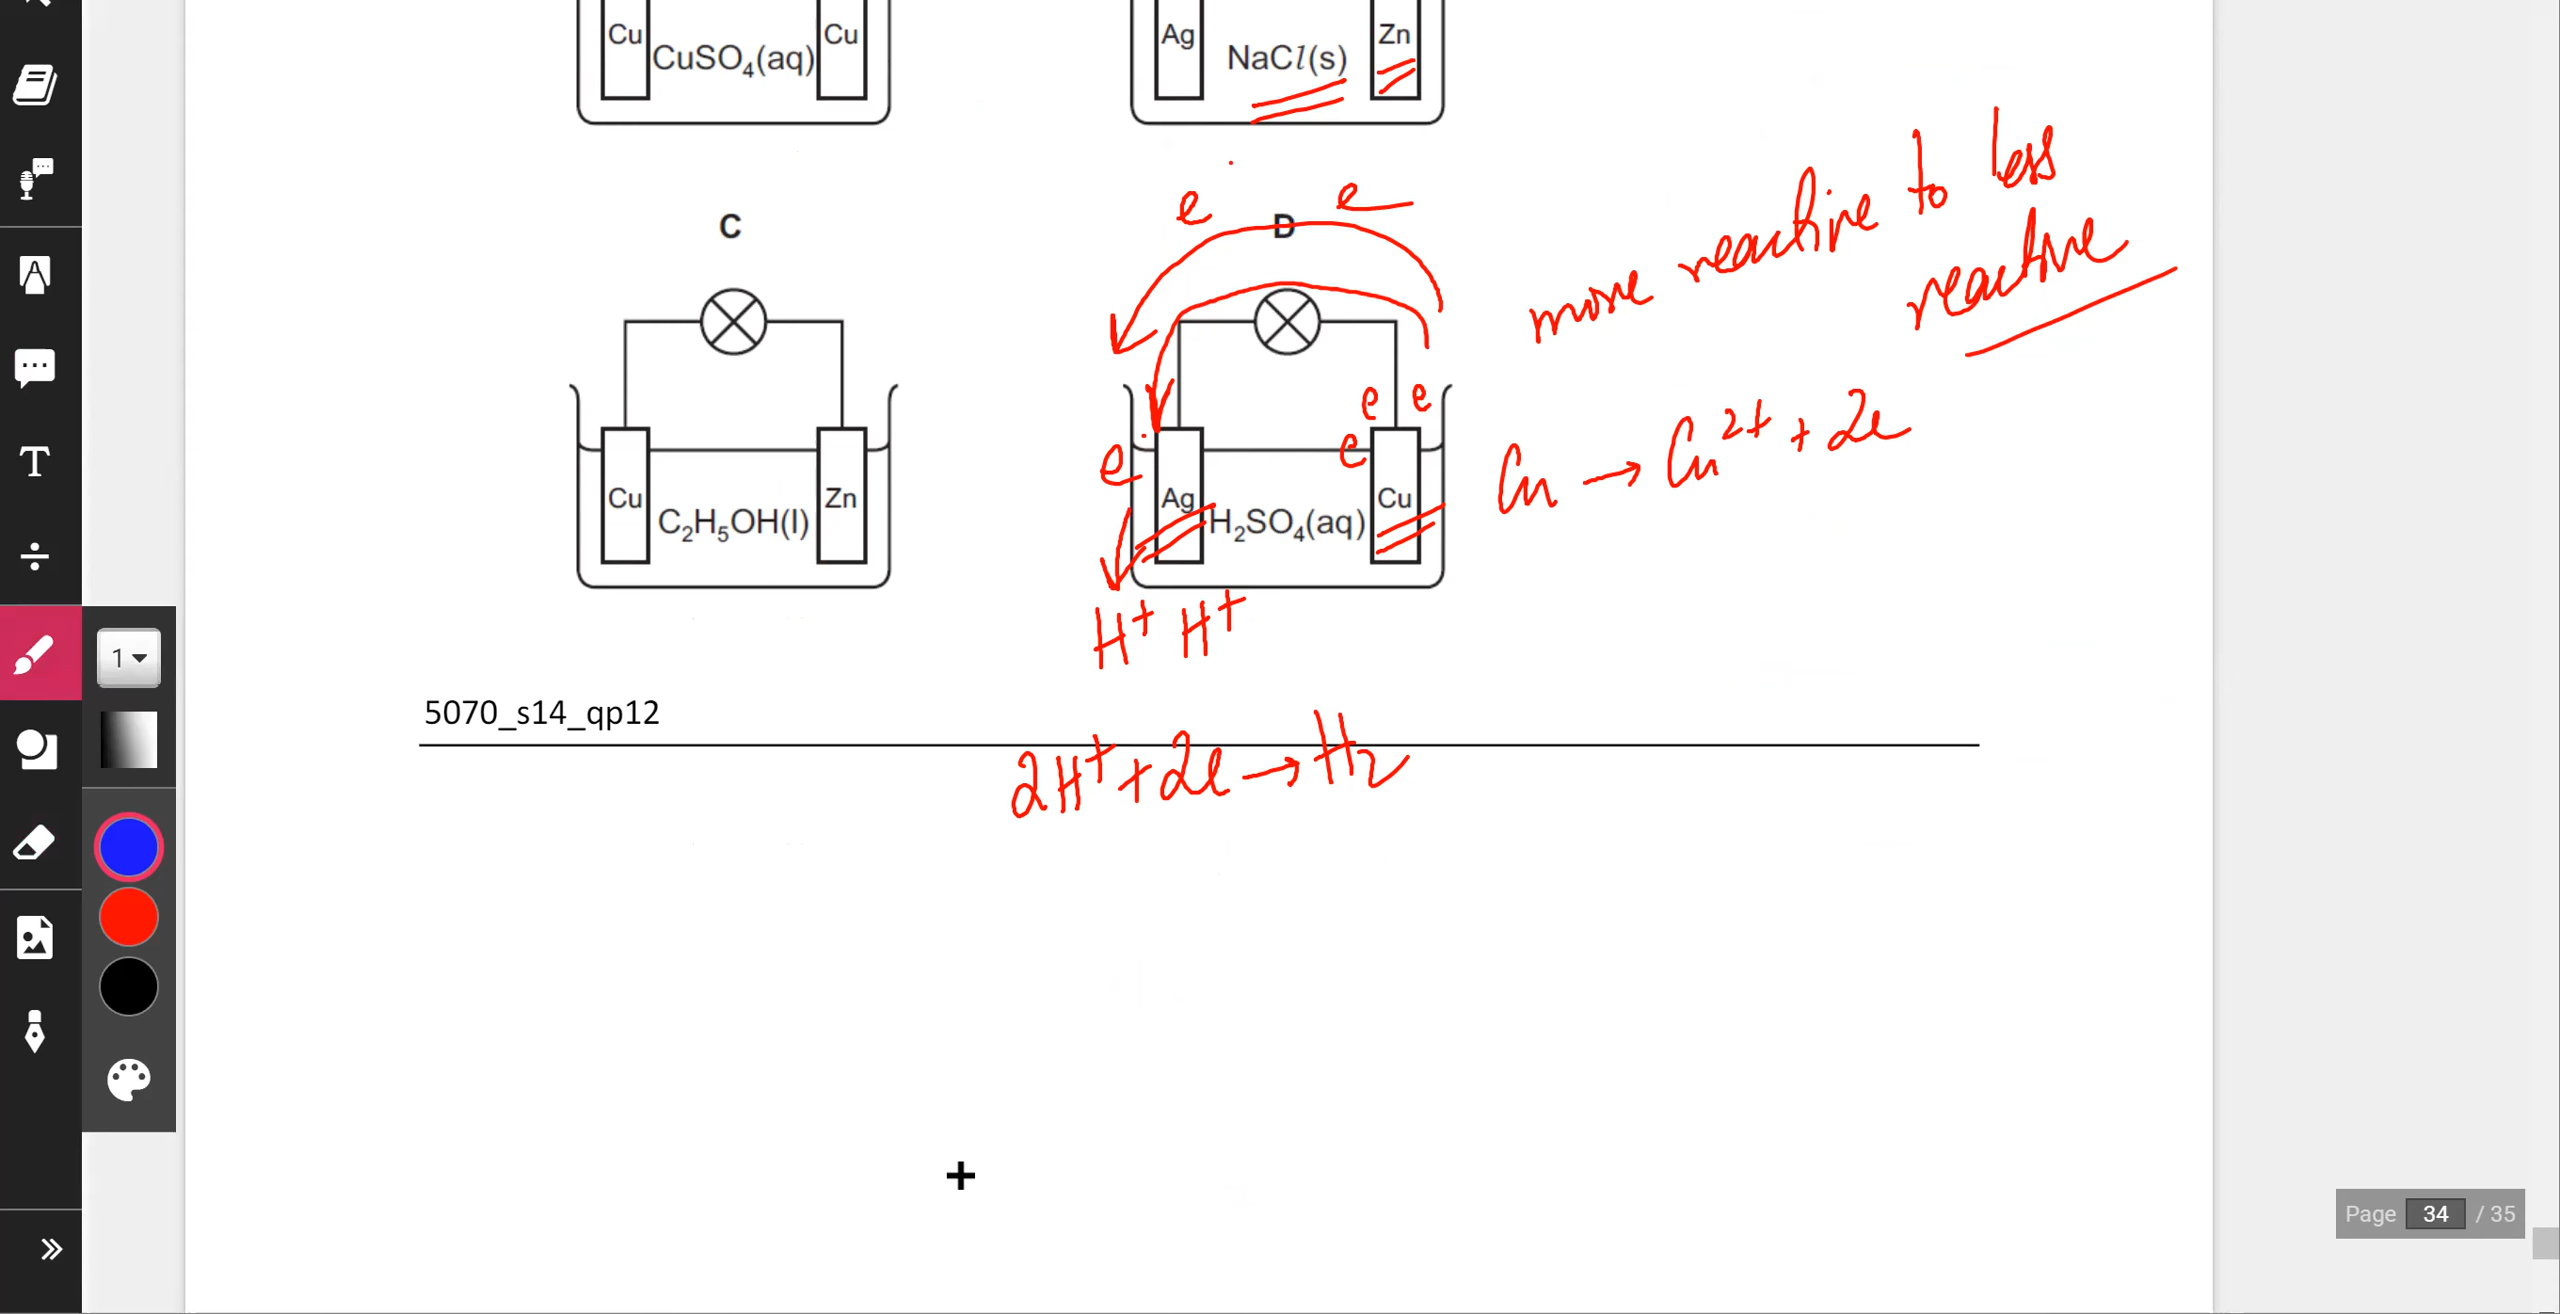 Cu CuSO₄(aq) Cu
Ag NaCl(s) Zn
e e
C
D
more reactive to less
reactive
e e
e
e
Cu → Cu²⁺ + 2e
Cu C₂H₅OH(l) Zn
Ag H₂SO₄(aq) Cu
H⁺ H⁺
5070_s14_qp12
2H⁺ + 2e → H₂
T
1
Page 34 / 35